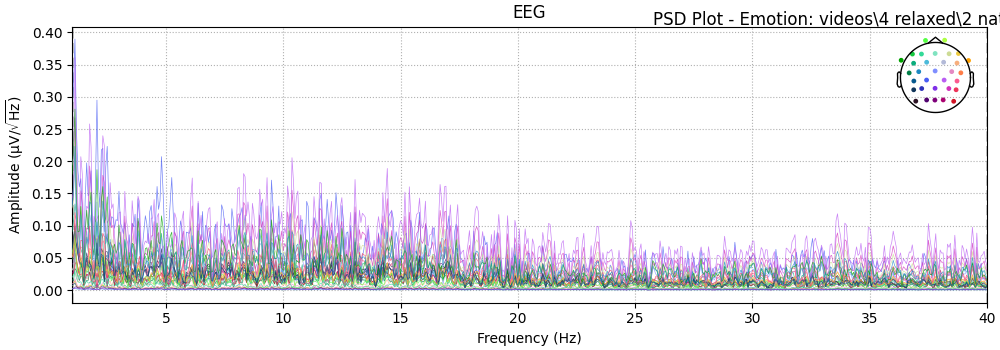 EEG
PSD Plot - Emotion: videos\4 relaxed\2 nat
0.40
0.35
0.30
0.25
0.20
0.15
0.10
0.05
0.00
Amplitude (µV/√Hz)
5 10 15 20 25 30 35 40
Frequency (Hz)